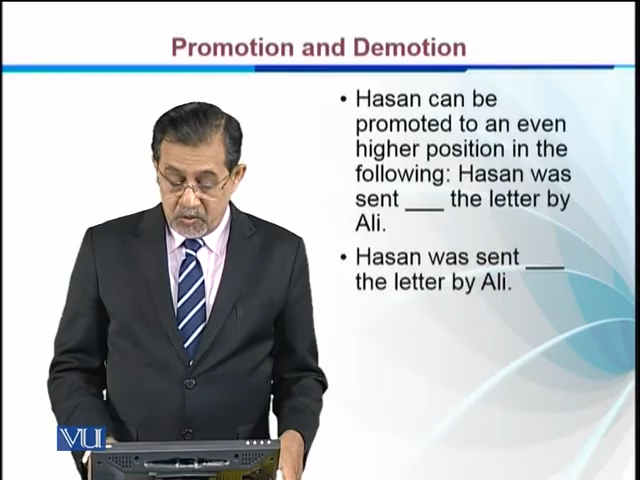 Promotion and Demotion
• Hasan can be
promoted to an even
higher position in the
following: Hasan was
sent ___ the letter by
Ali.
• Hasan was sent ___
the letter by Ali.
VU